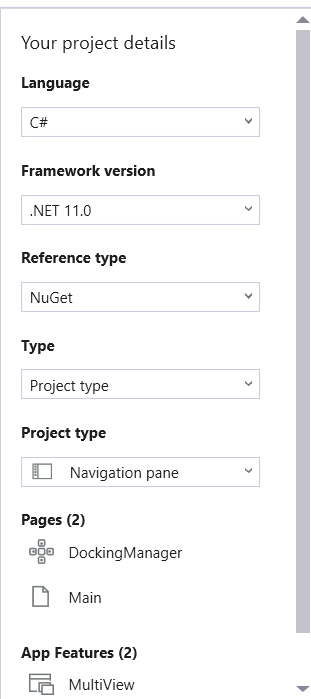 Your project details
Language
C#
Framework version
.NET 11.0
Reference type
NuGet
Type
Project type
Project type
Navigation pane
Pages (2)
DockingManager
Main
App Features (2)
MultiView